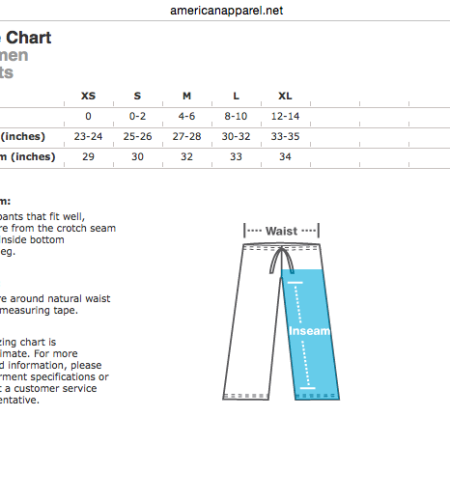 americanapparel.net
Chart
men
ts
XS S M L XL
0 0-2 4-6 8-10 12-14
(inches) 23-24 25-26 27-28 30-32 33-35
m (inches) 29 30 32 33 34
m:
pants that fit well,
re from the crotch seam
inside bottom
eg.
Waist
Inseam
re around natural waist
measuring tape.
zing chart is
imate. For more
d information, please
rment specifications or
t a customer service
entative.